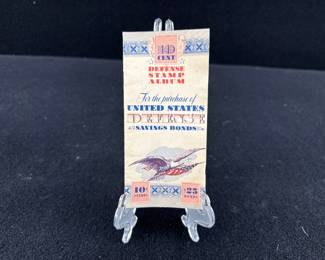 10
CENT
DEFENSE
STAMP
ALBUM
For the purchase of
UNITED STATES
DEFENSE
SAVINGS BONDS
10¢ 25